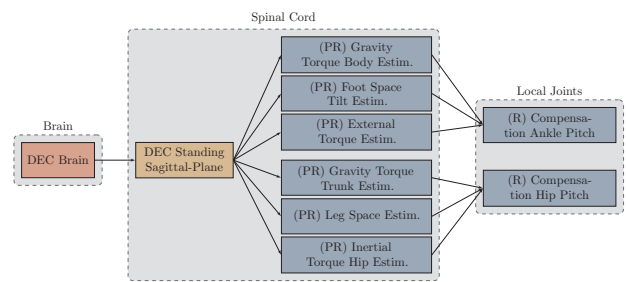 Spinal Cord
Brain
DEC Brain
DEC Standing
Sagittal-Plane
(PR) Gravity
Torque Body Estim.
(PR) Foot Space
Tilt Estim.
(PR) External
Torque Estim.
(PR) Gravity Torque
Trunk Estim.
(PR) Leg Space Estim.
(PR) Inertial
Torque Hip Estim.
Local Joints
(R) Compensa-
tion Ankle Pitch
(R) Compensa-
tion Hip Pitch